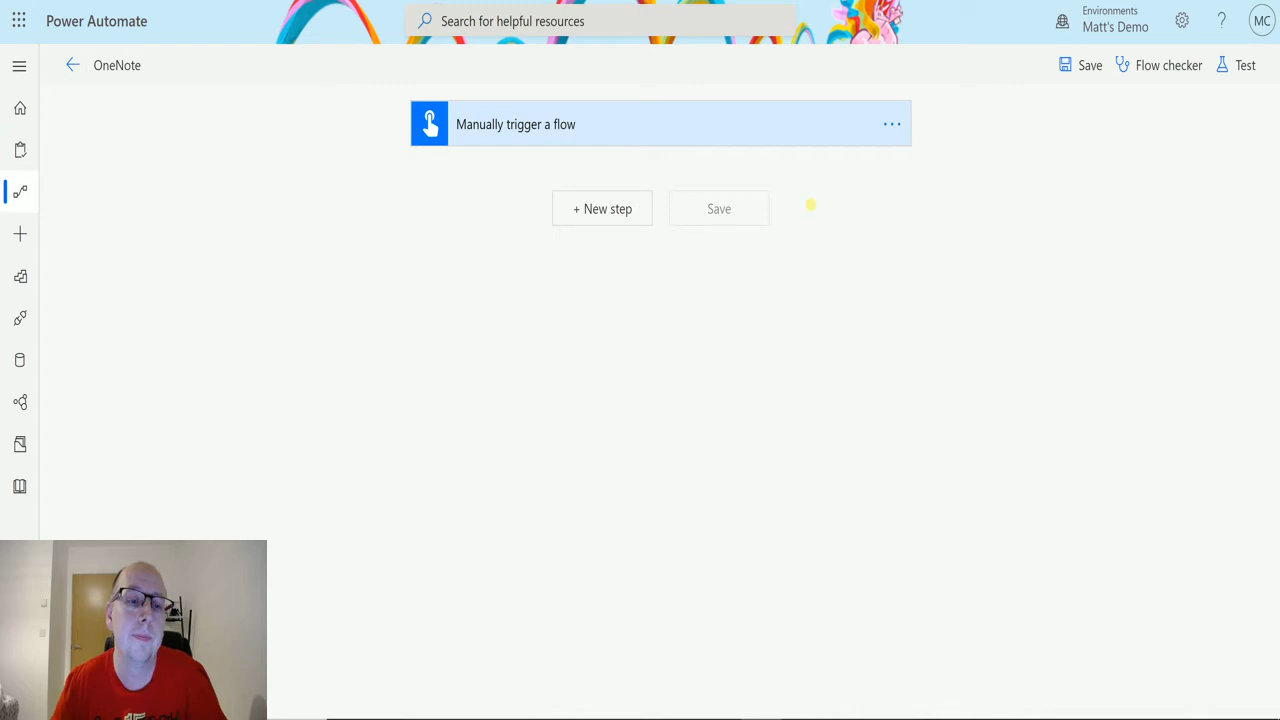 Power Automate
Search for helpful resources
Environments
Matt's Demo
?
MC
OneNote
Save
Flow checker
Test
Manually trigger a flow
...
+ New step
Save